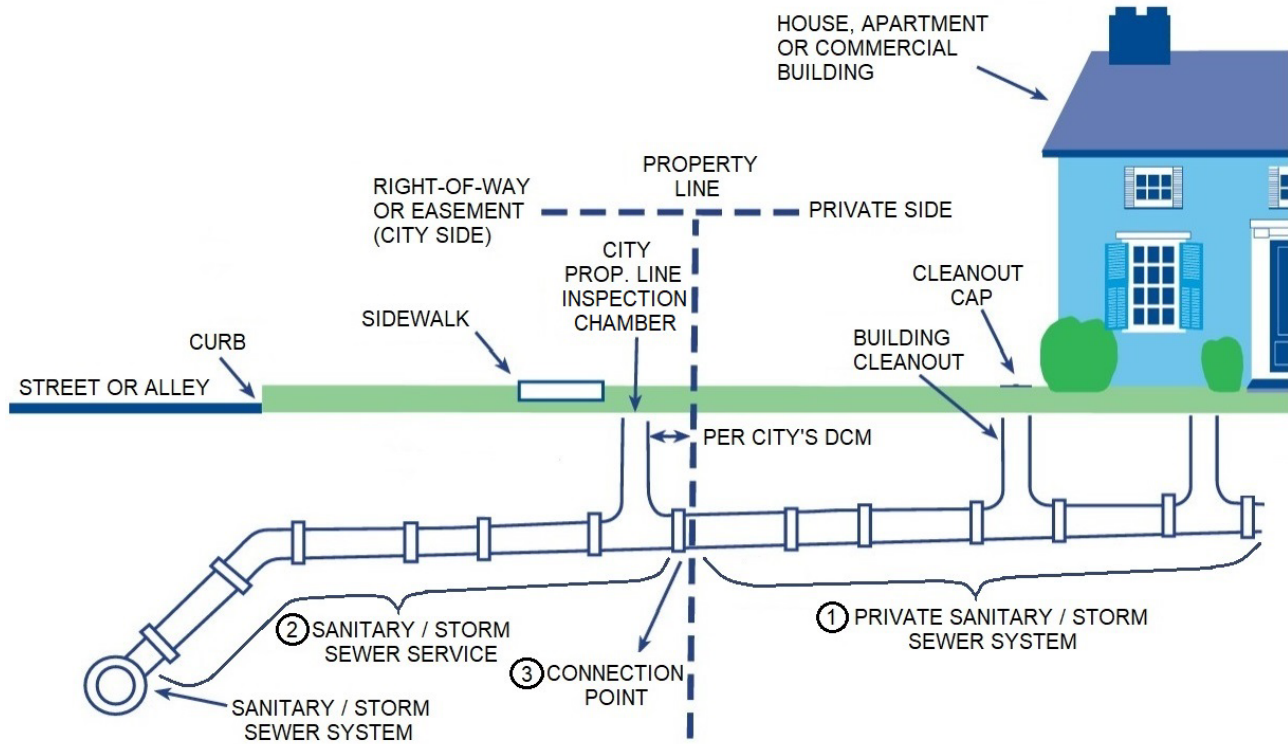 HOUSE, APARTMENT
OR COMMERCIAL
BUILDING
PROPERTY
LINE
RIGHT-OF-WAY
OR EASEMENT
(CITY SIDE)
PRIVATE SIDE
CITY
PROP. LINE
INSPECTION
CHAMBER
CLEANOUT
CAP
SIDEWALK
BUILDING
CLEANOUT
CURB
STREET OR ALLEY
PER CITY'S DCM
1 PRIVATE SANITARY / STORM
SEWER SYSTEM
2 SANITARY / STORM
SEWER SERVICE
3 CONNECTION
POINT
SANITARY / STORM
SEWER SYSTEM